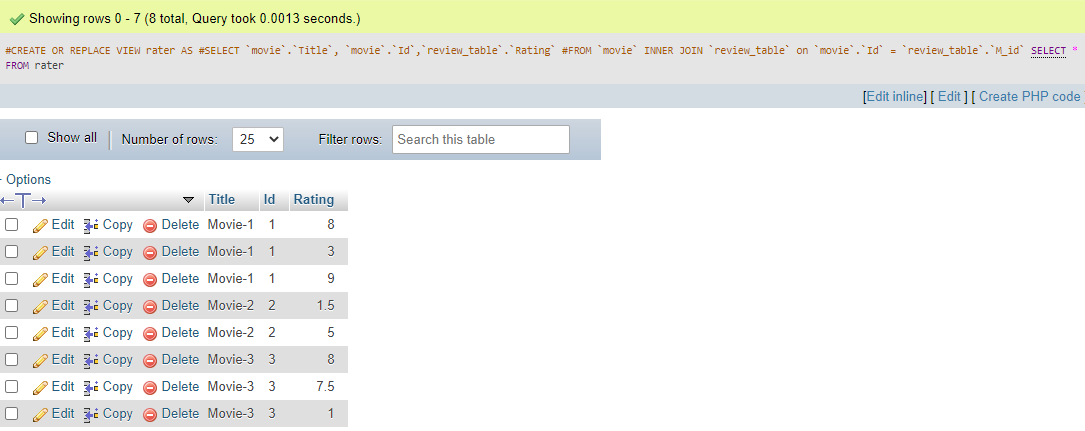 Showing rows 0 - 7 (8 total, Query took 0.0013 seconds.)
#CREATE OR REPLACE VIEW rater AS #SELECT `movie`.`Title`, `movie`.`Id`,`review_table`.`Rating` #FROM `movie` INNER JOIN `review_table` on `movie`.`Id` = `review_table`.`M_id` SELECT *
FROM rater
[Edit inline] [ Edit ] [ Create PHP code
Show all Number of rows: 25 Filter rows: Search this table
Options
Title Id Rating
Edit Copy Delete Movie-1 1 8
Edit Copy Delete Movie-1 1 3
Edit Copy Delete Movie-1 1 9
Edit Copy Delete Movie-2 2 1.5
Edit Copy Delete Movie-2 2 5
Edit Copy Delete Movie-3 3 8
Edit Copy Delete Movie-3 3 7.5
Edit Copy Delete Movie-3 3 1